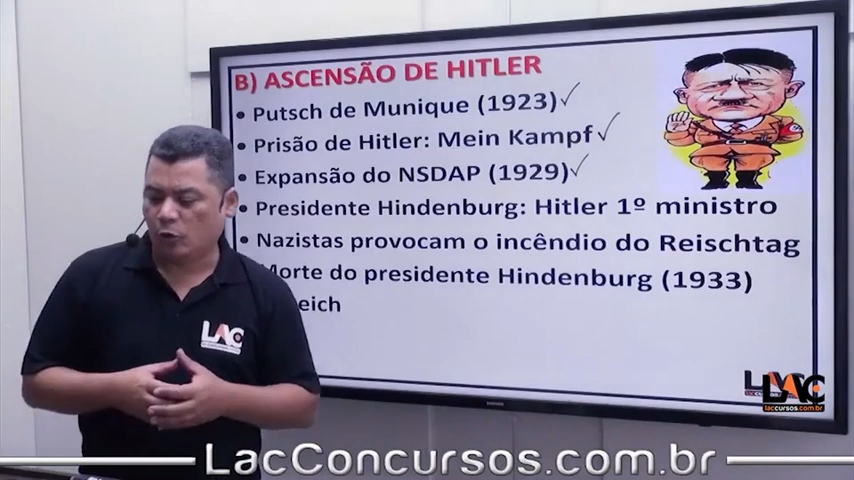 B) ASCENSÃO DE HITLER
• Putsch de Munique (1923)✓
• Prisão de Hitler: Mein Kampf✓
• Expansão do NSDAP (1929)✓
• Presidente Hindenburg: Hitler 1º ministro
• Nazistas provocam o incêndio do Reischtag
Morte do presidente Hindenburg (1933)
eich
LAC
LAC
laccursos.com.br
LacConcursos.com.br